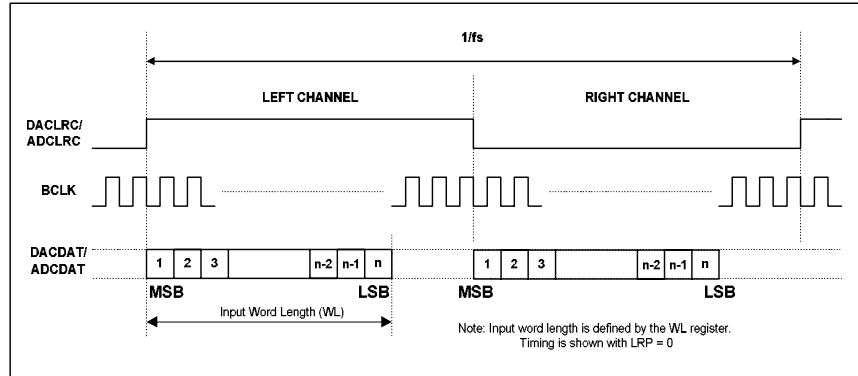 1/fs
LEFT CHANNEL
RIGHT CHANNEL
DACLRC/
ADCLRC
BCLK
DACDAT/
ADCDAT
1 2 3 n-2 n-1 n
1 2 3 n-2 n-1 n
MSB
LSB
MSB
LSB
Input Word Length (WL)
Note: Input word length is defined by the WL register.
Timing is shown with LRP = 0